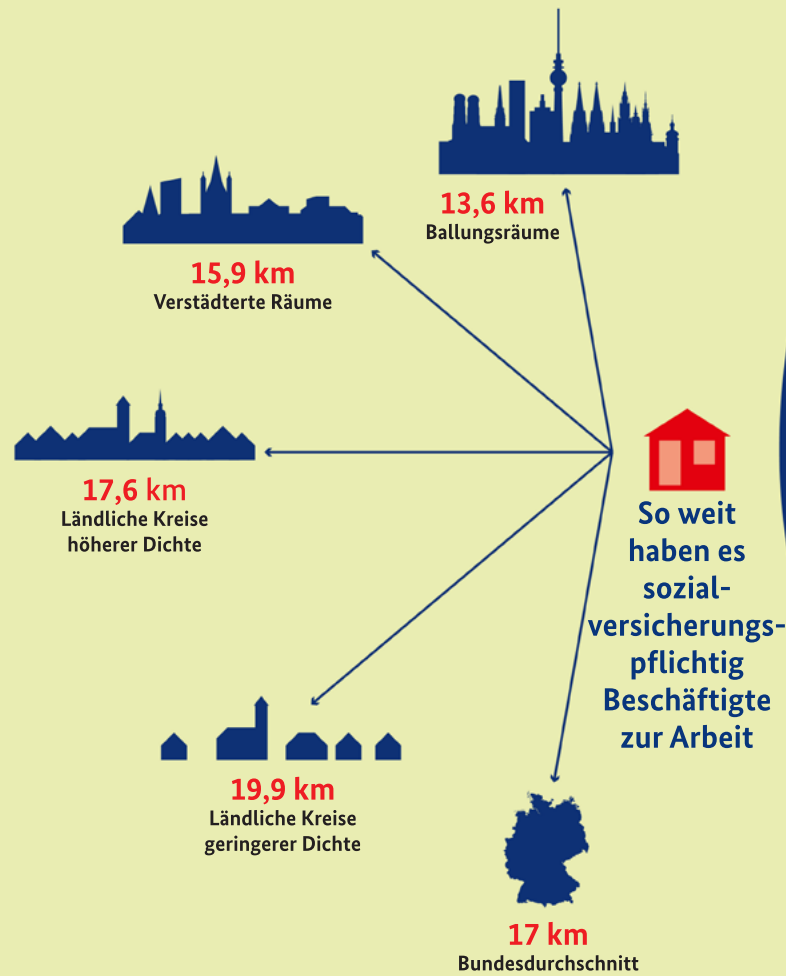 13,6 km
Ballungsräume
15,9 km
Verstädterte Räume
17,6 km
Ländliche Kreise
höherer Dichte
So weit
haben es
sozial-
versicherungs-
pflichtig
Beschäftigte
zur Arbeit
19,9 km
Ländliche Kreise
geringerer Dichte
17 km
Bundesdurchschnitt